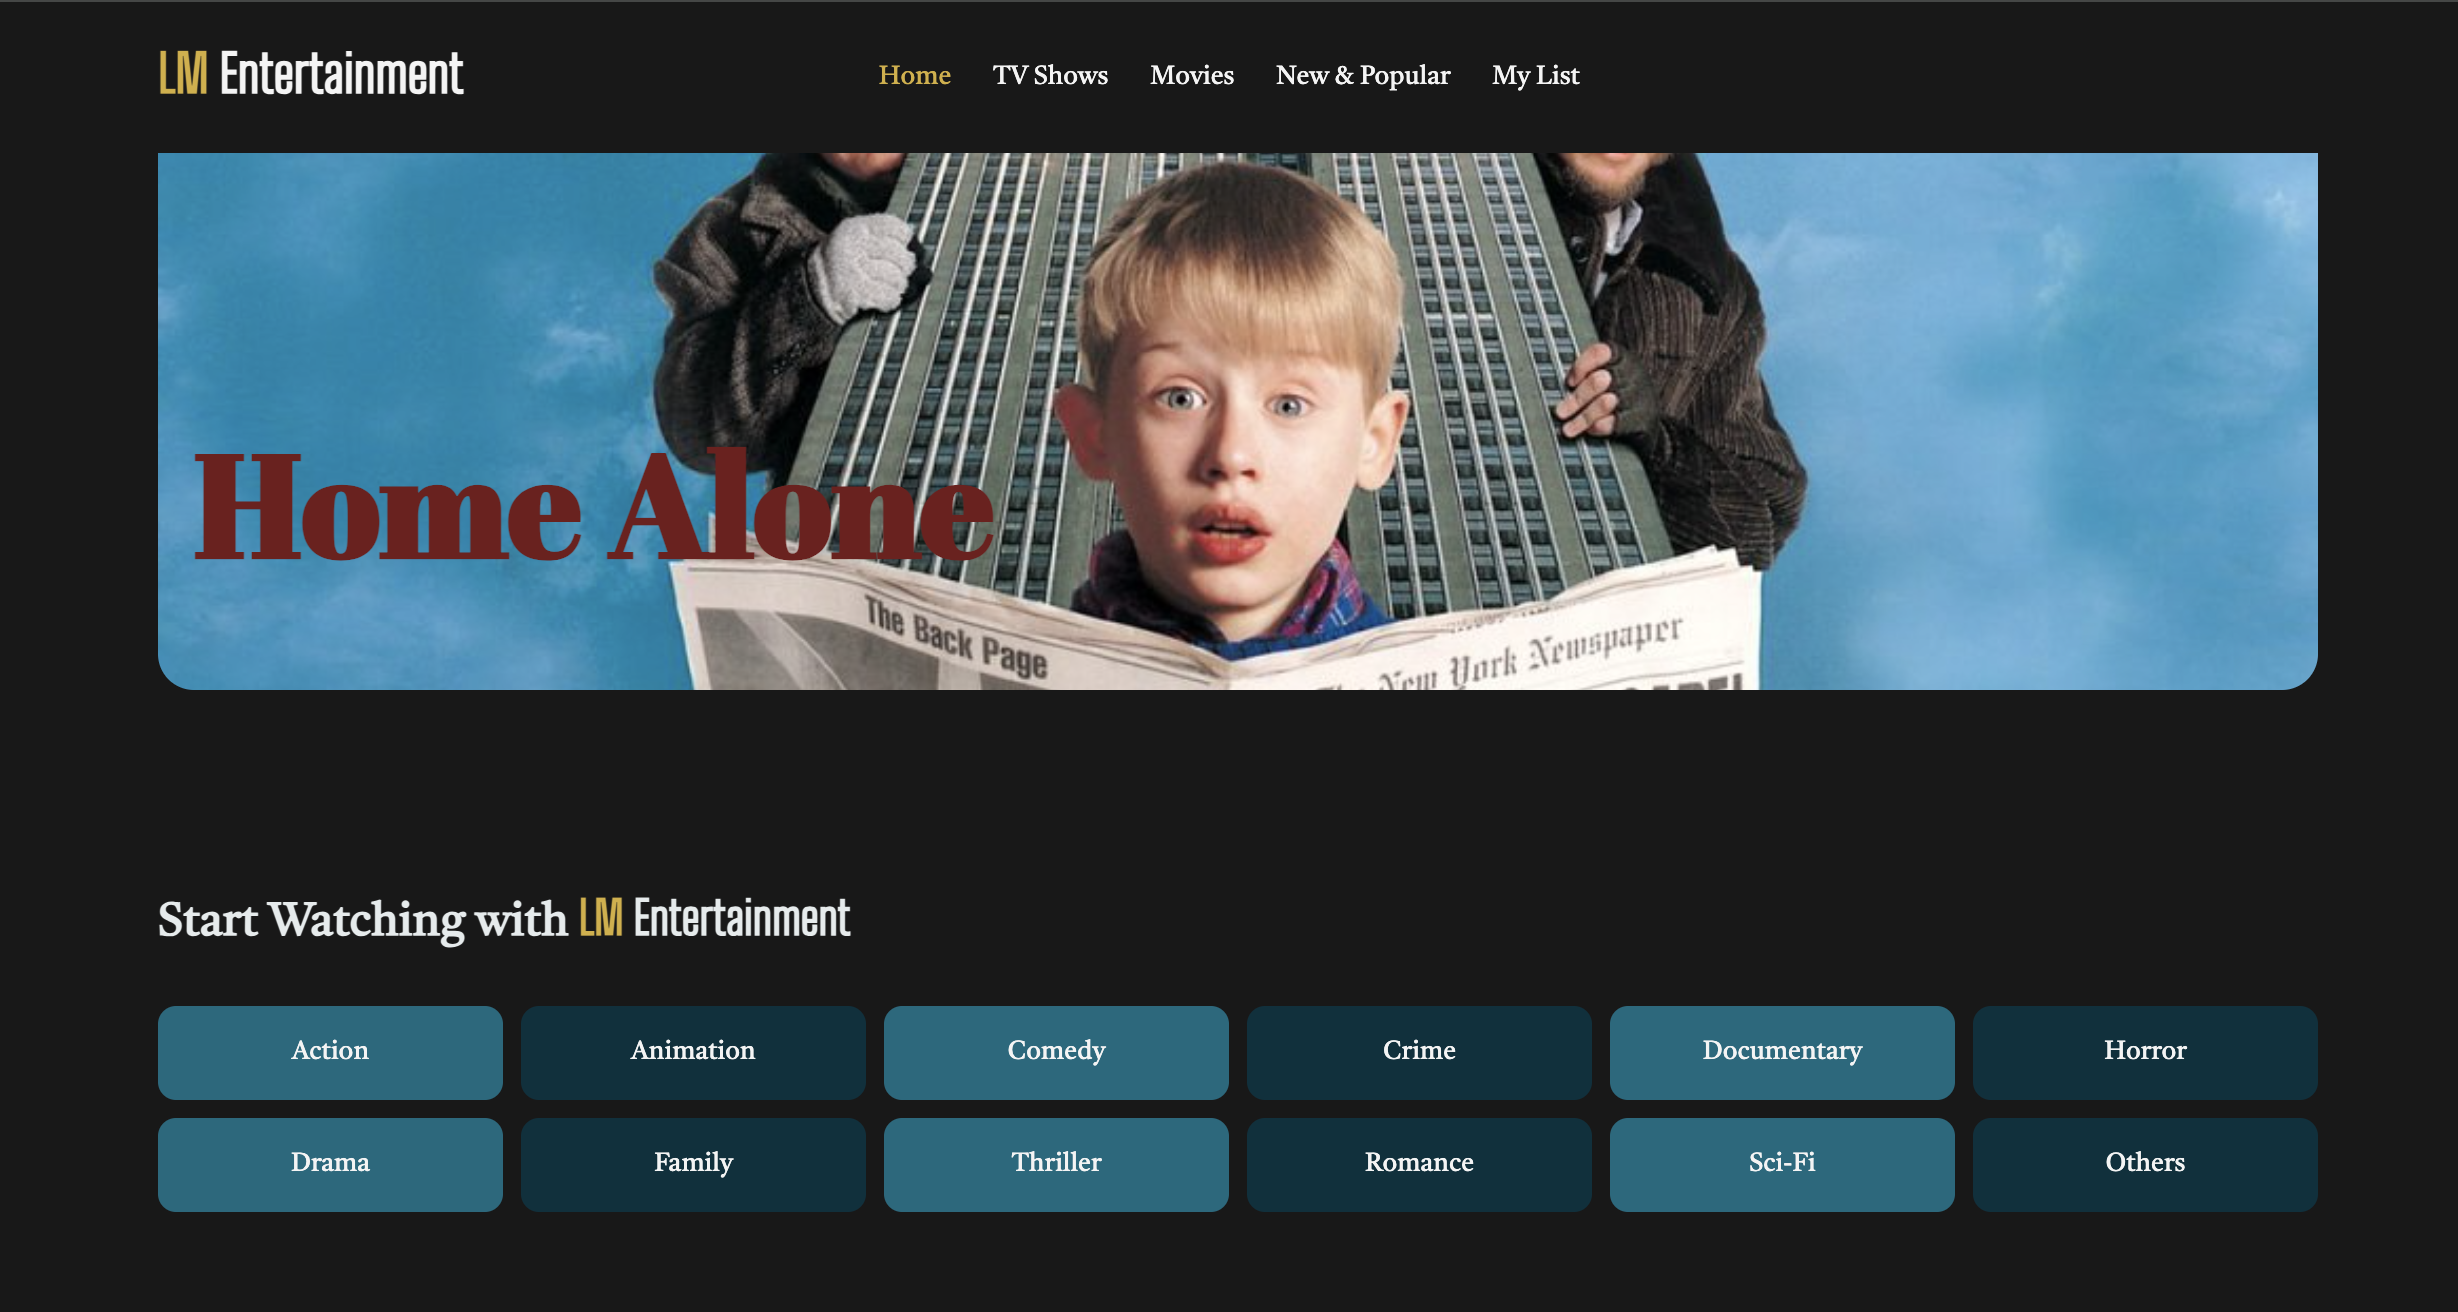 LM Entertainment
Home TV Shows Movies New & Popular My List
Home Alone
The Back Page
New York Newspaper
Start Watching with LM Entertainment
Action Animation Comedy Crime Documentary Horror
Drama Family Thriller Romance Sci-Fi Others